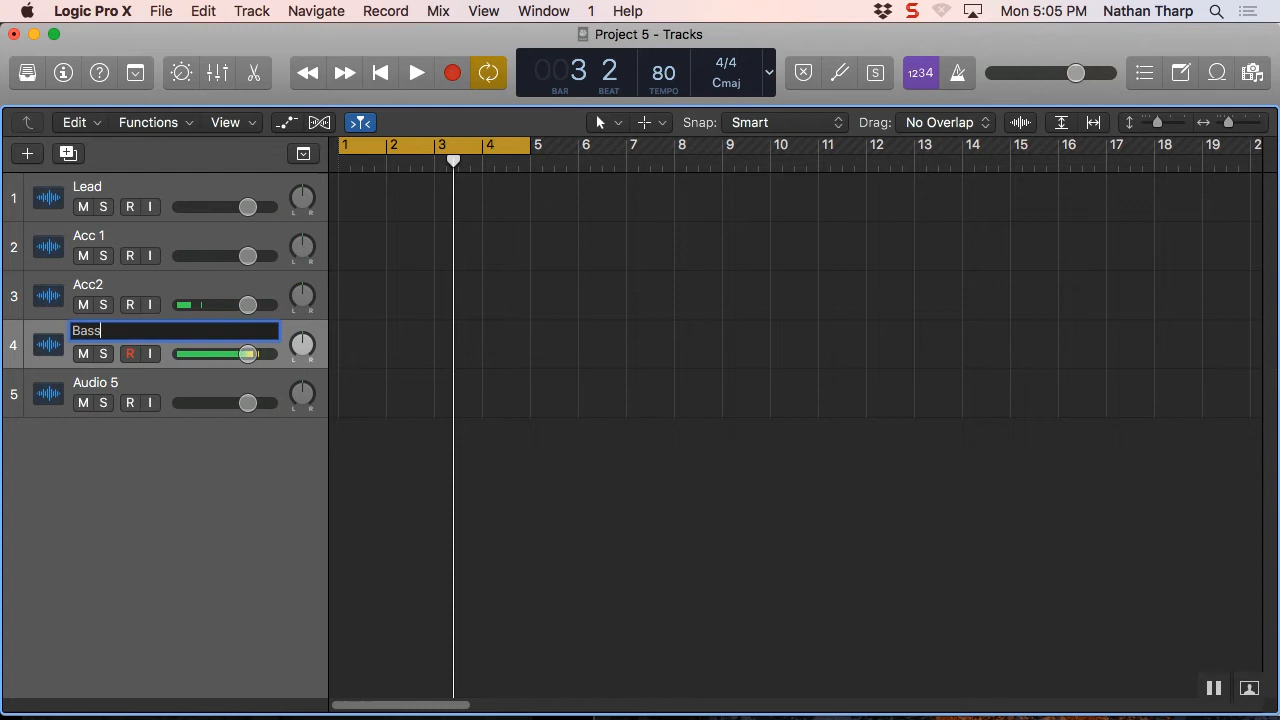 Logic Pro X File Edit Track Navigate Record Mix View Window 1 Help Mon 5:05 PM Nathan Tharp
Project 5 - Tracks
003 2 80 4/4 Cmaj
BAR BEAT TEMPO
S 1234
Edit Functions View Snap: Smart Drag: No Overlap
1 2 3 4 5 6 7 8 9 10 11 12 13 14 15 16 17 18 19 2
1 Lead
M S R I L R
2 Acc 1
M S R I L R
3 Acc2
M S R I L R
4 Bass
M S R I L R
5 Audio 5
M S R I L R